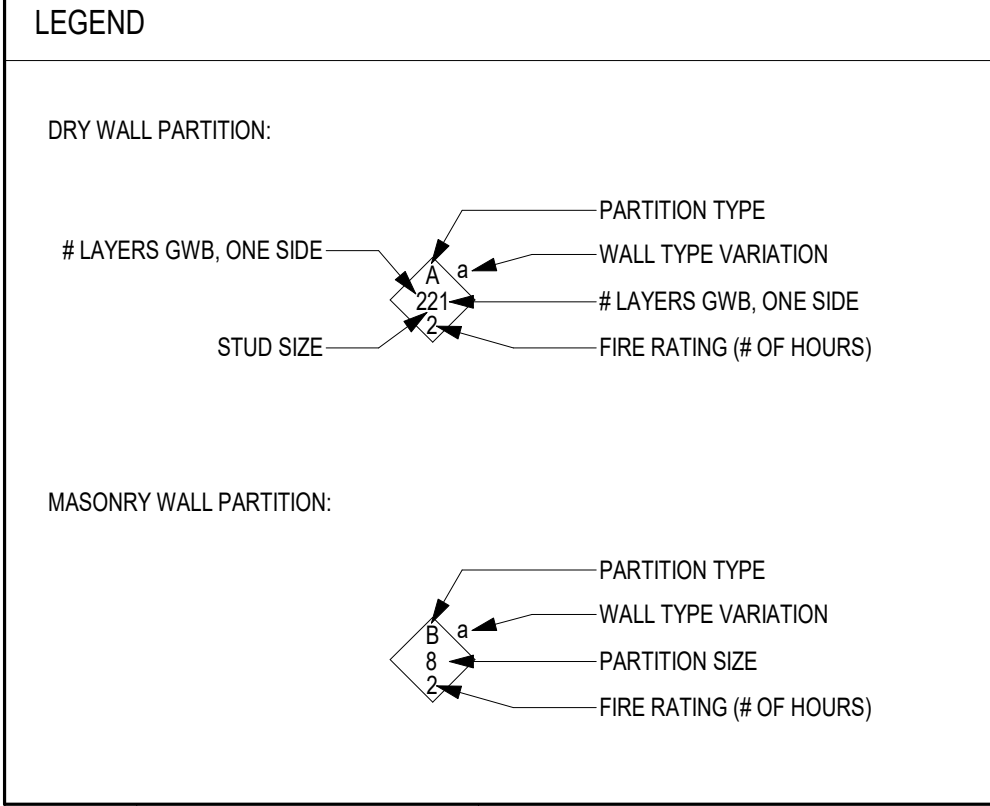 LEGEND
DRY WALL PARTITION:
PARTITION TYPE
# LAYERS GWB, ONE SIDE
A a
WALL TYPE VARIATION
221
# LAYERS GWB, ONE SIDE
STUD SIZE
2
FIRE RATING (# OF HOURS)
MASONRY WALL PARTITION:
PARTITION TYPE
B a
WALL TYPE VARIATION
8
PARTITION SIZE
2
FIRE RATING (# OF HOURS)